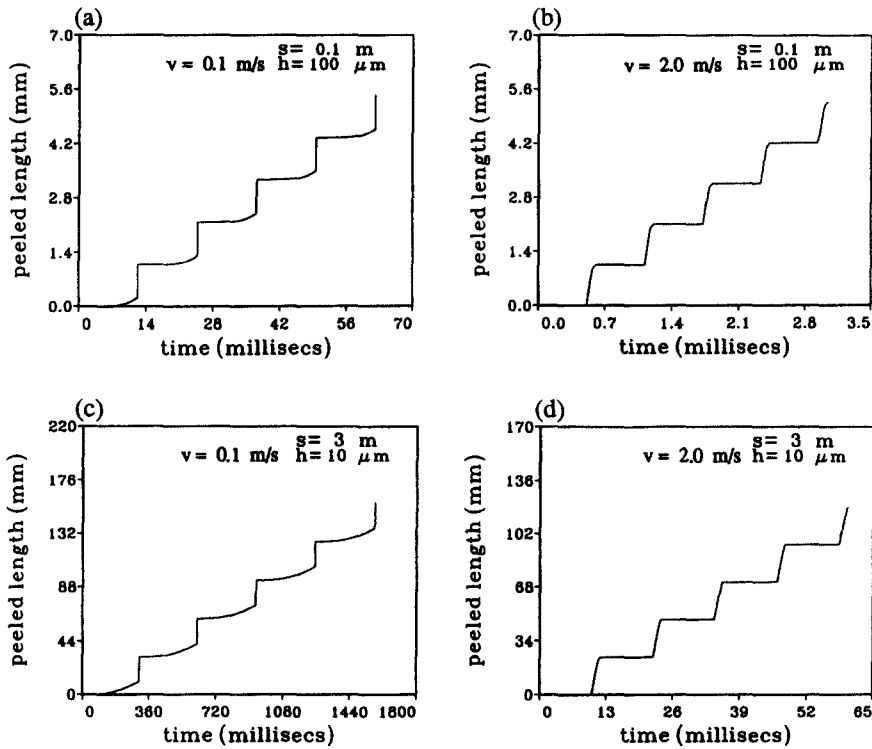 (a)
s= 0.1 m
v = 0.1 m/s h= 100 μm
peeled length (mm)
7.0
5.6
4.2
2.8
1.4
0.0
0 14 28 42 56 70
time (millisecs)
(b)
s= 0.1 m
v = 2.0 m/s h= 100 μm
peeled length (mm)
7.0
5.6
4.2
2.8
1.4
0.0
0.0 0.7 1.4 2.1 2.8 3.5
time (millisecs)
(c)
s= 3 m
v = 0.1 m/s h= 10 μm
peeled length (mm)
220
176
132
88
44
0
0 360 720 1080 1440 1800
time (millisecs)
(d)
s= 3 m
v = 2.0 m/s h= 10 μm
peeled length (mm)
170
136
102
68
34
0
0 13 26 39 52 65
time (millisecs)